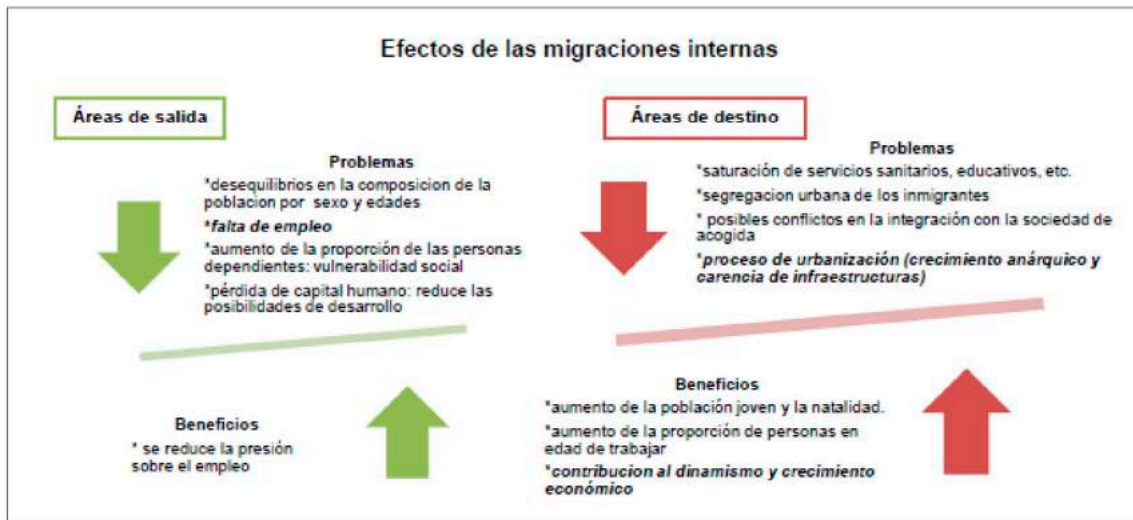 Efectos de las migraciones internas
Áreas de salida
Problemas
*desequilibrios en la composicion de la
poblacion por sexo y edades
*falta de empleo
*aumento de la proporción de las personas
dependientes: vulnerabilidad social
*pérdida de capital humano: reduce las
posibilidades de desarrollo
Beneficios
* se reduce la presión
sobre el empleo
Áreas de destino
Problemas
*saturación de servicios sanitarios, educativos, etc.
*segregacion urbana de los inmigrantes
* posibles conflictos en la integración con la sociedad de
acogida
*proceso de urbanización (crecimiento anárquico y
carencia de infraestructuras)
Beneficios
*aumento de la población joven y la natalidad.
*aumento de la proporción de personas en
edad de trabajar
*contribucion al dinamismo y crecimiento
económico